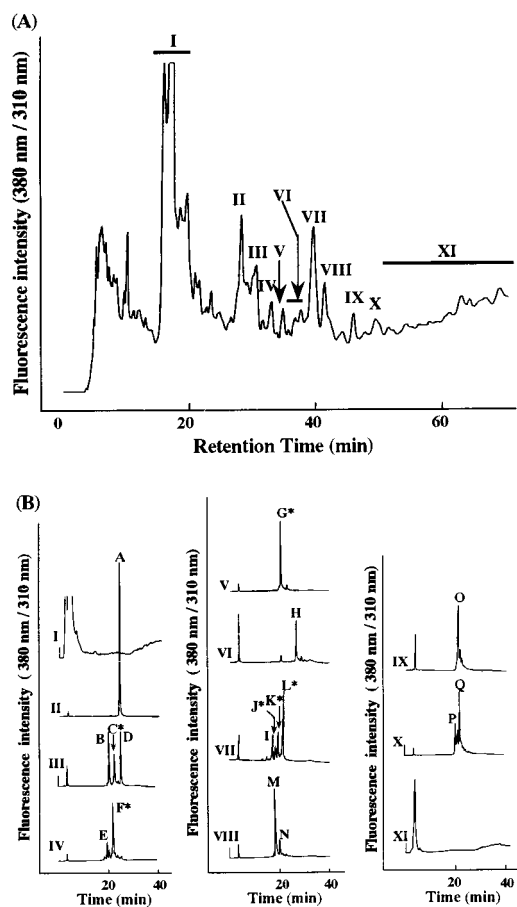 (A)
I
Fluorescence intensity (380 nm / 310 nm)
II
III
IV
V
VI
VII
VIII
IX
X
XI
0
20
40
60
Retention Time (min)
(B)
Fluorescence intensity (380 nm / 310 nm)
I
A
II
III
B
C*
D
IV
E
F*
20
40
Time (min)
Fluorescence intensity (380 nm / 310 nm)
V
G*
VI
H
VII
I
J*
K*
L*
VIII
M
N
20
40
Time (min)
Fluorescence intensity (380 nm / 310 nm)
IX
O
X
P
Q
XI
20
40
Time (min)